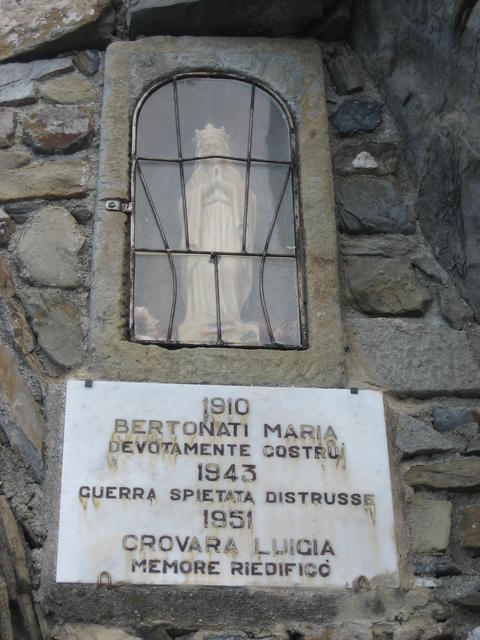 1910
BERTONATI MARIA
DEVOTAMENTE COSTRUÌ
1943
GUERRA SPIETATA DISTRUSSE
1951
CROVARA LUIGIA
MEMORE RIEDIFICÒ